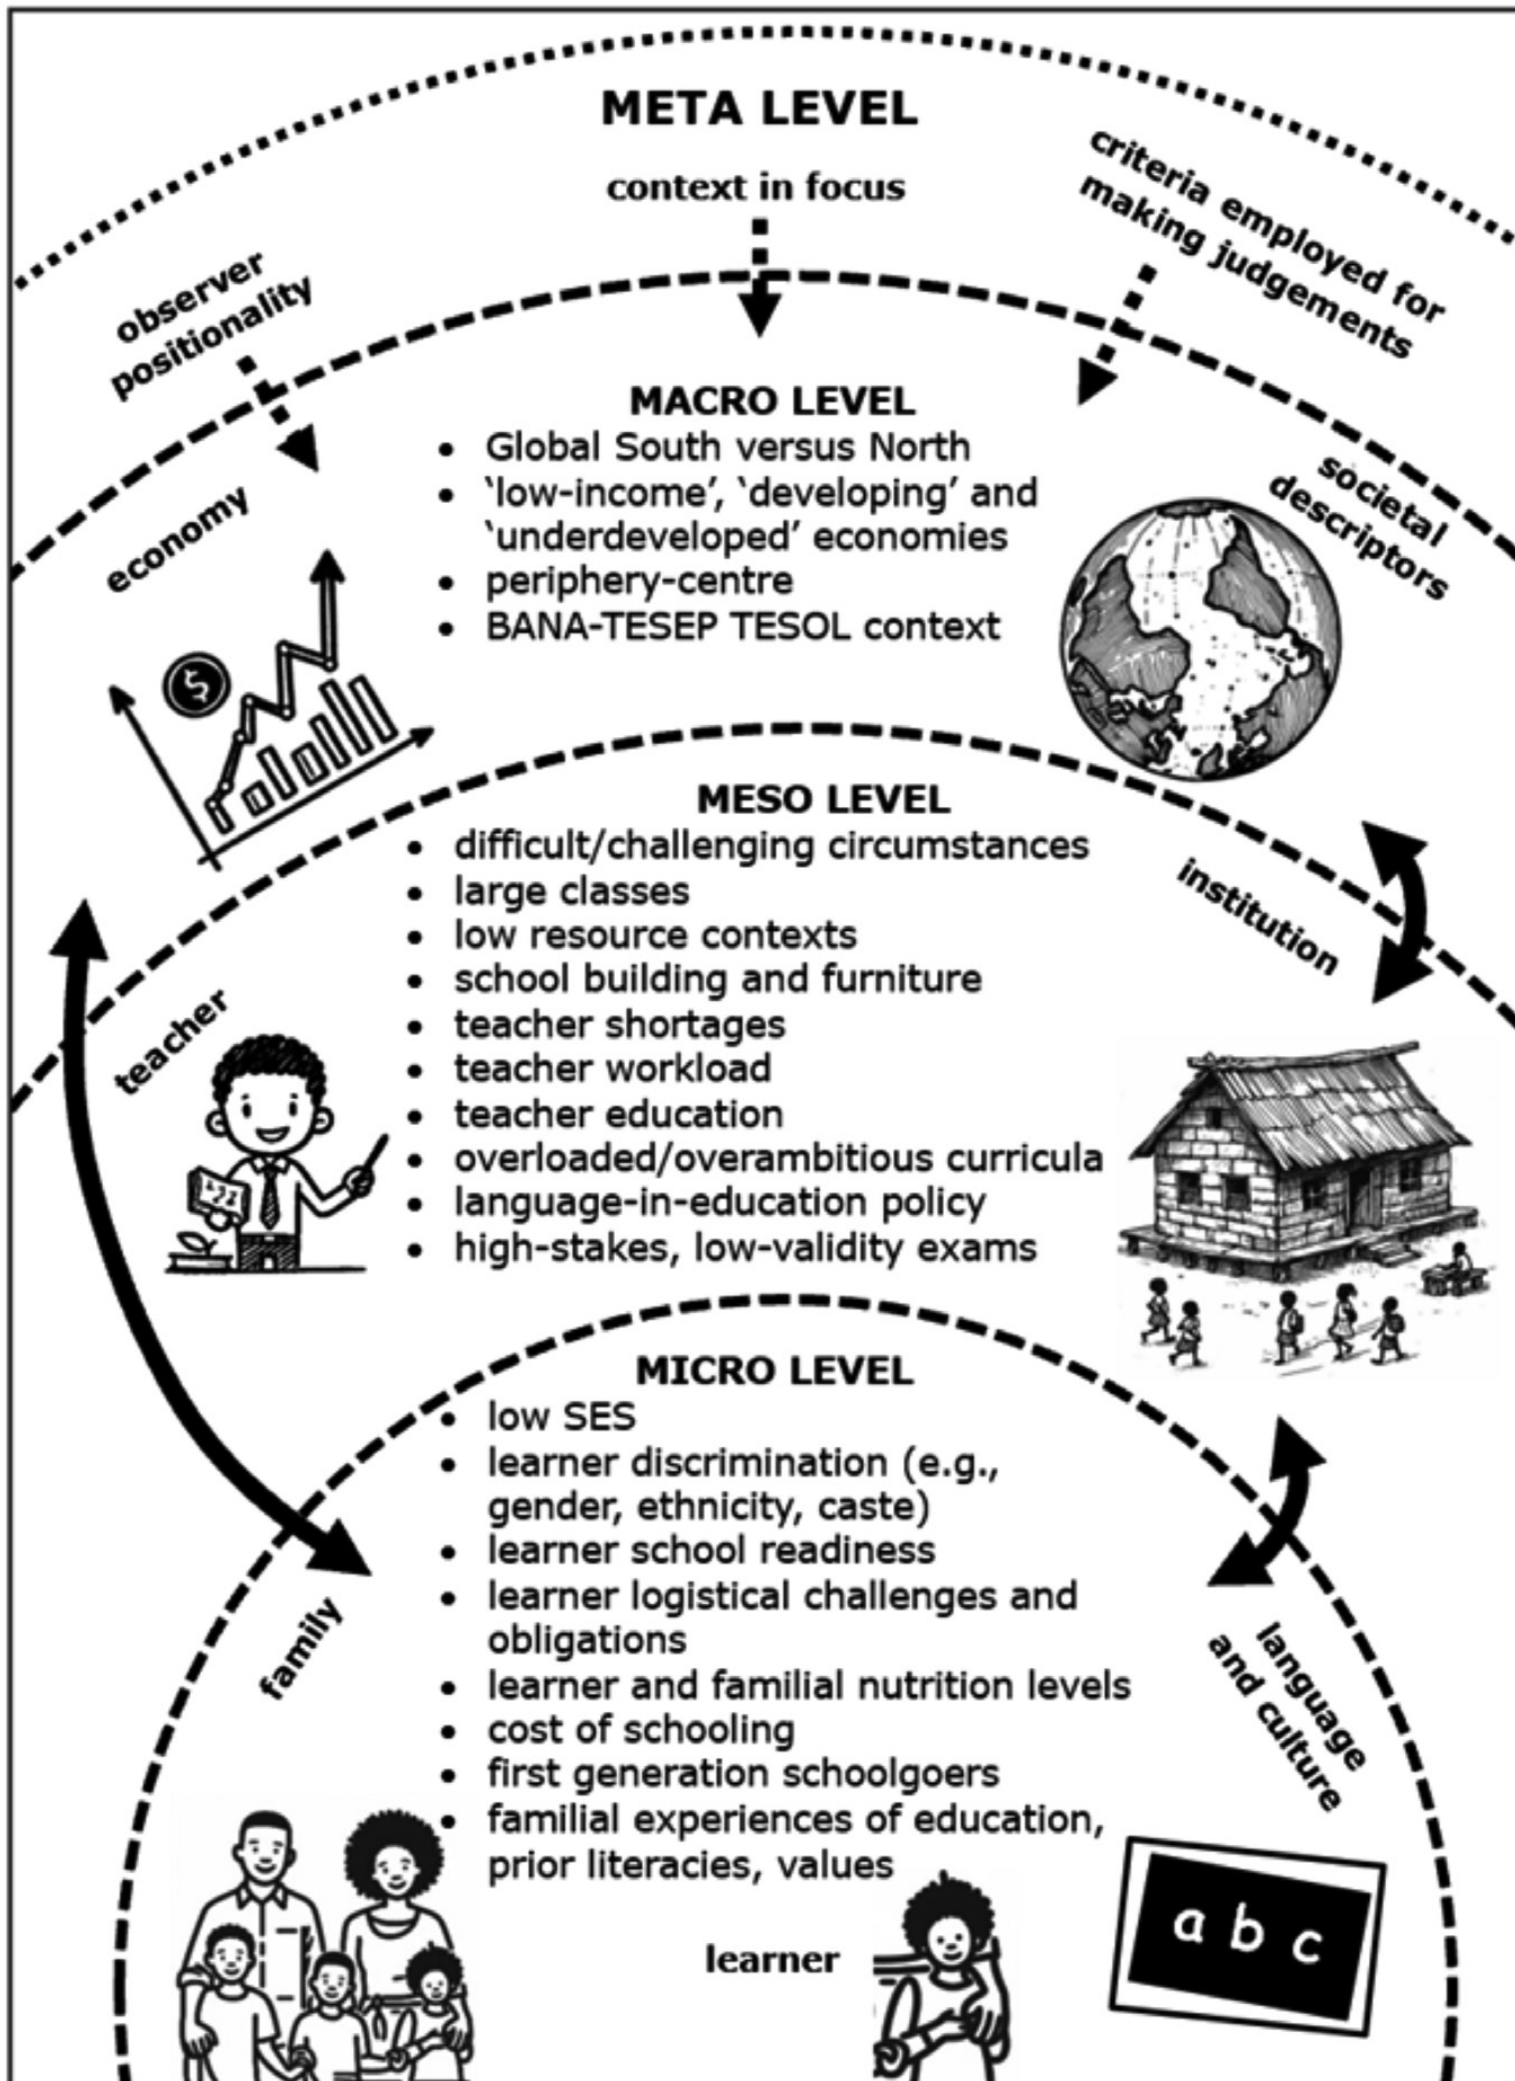 META LEVEL
context in focus
criteria employed for
making judgements
observer
positionality
MACRO LEVEL
• Global South versus North
• ‘low-income’, ‘developing’ and
‘underdeveloped’ economies
• periphery-centre
• BANA-TESEP TESOL context
economy
societal
descriptors
$
MESO LEVEL
• difficult/challenging circumstances
• large classes
• low resource contexts
• school building and furniture
• teacher shortages
• teacher workload
• teacher education
• overloaded/overambitious curricula
• language-in-education policy
• high-stakes, low-validity exams
institution
teacher
MICRO LEVEL
• low SES
• learner discrimination (e.g.,
gender, ethnicity, caste)
• learner school readiness
• learner logistical challenges and
obligations
• learner and familial nutrition levels
• cost of schooling
• first generation schoolgoers
• familial experiences of education,
prior literacies, values
family
language
and culture
learner
a b c